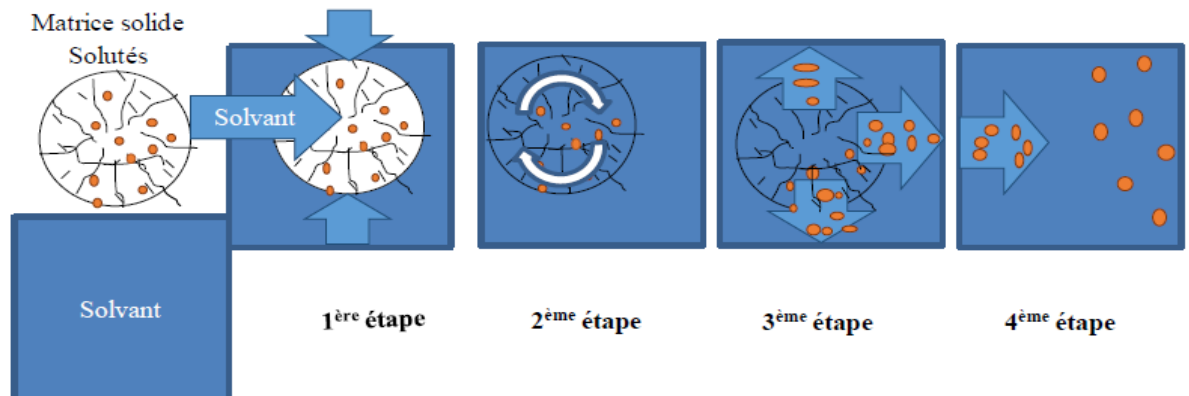 Matrice solide
Solutés
Solvant
Solvant
1ère étape
2ème étape
3ème étape
4ème étape